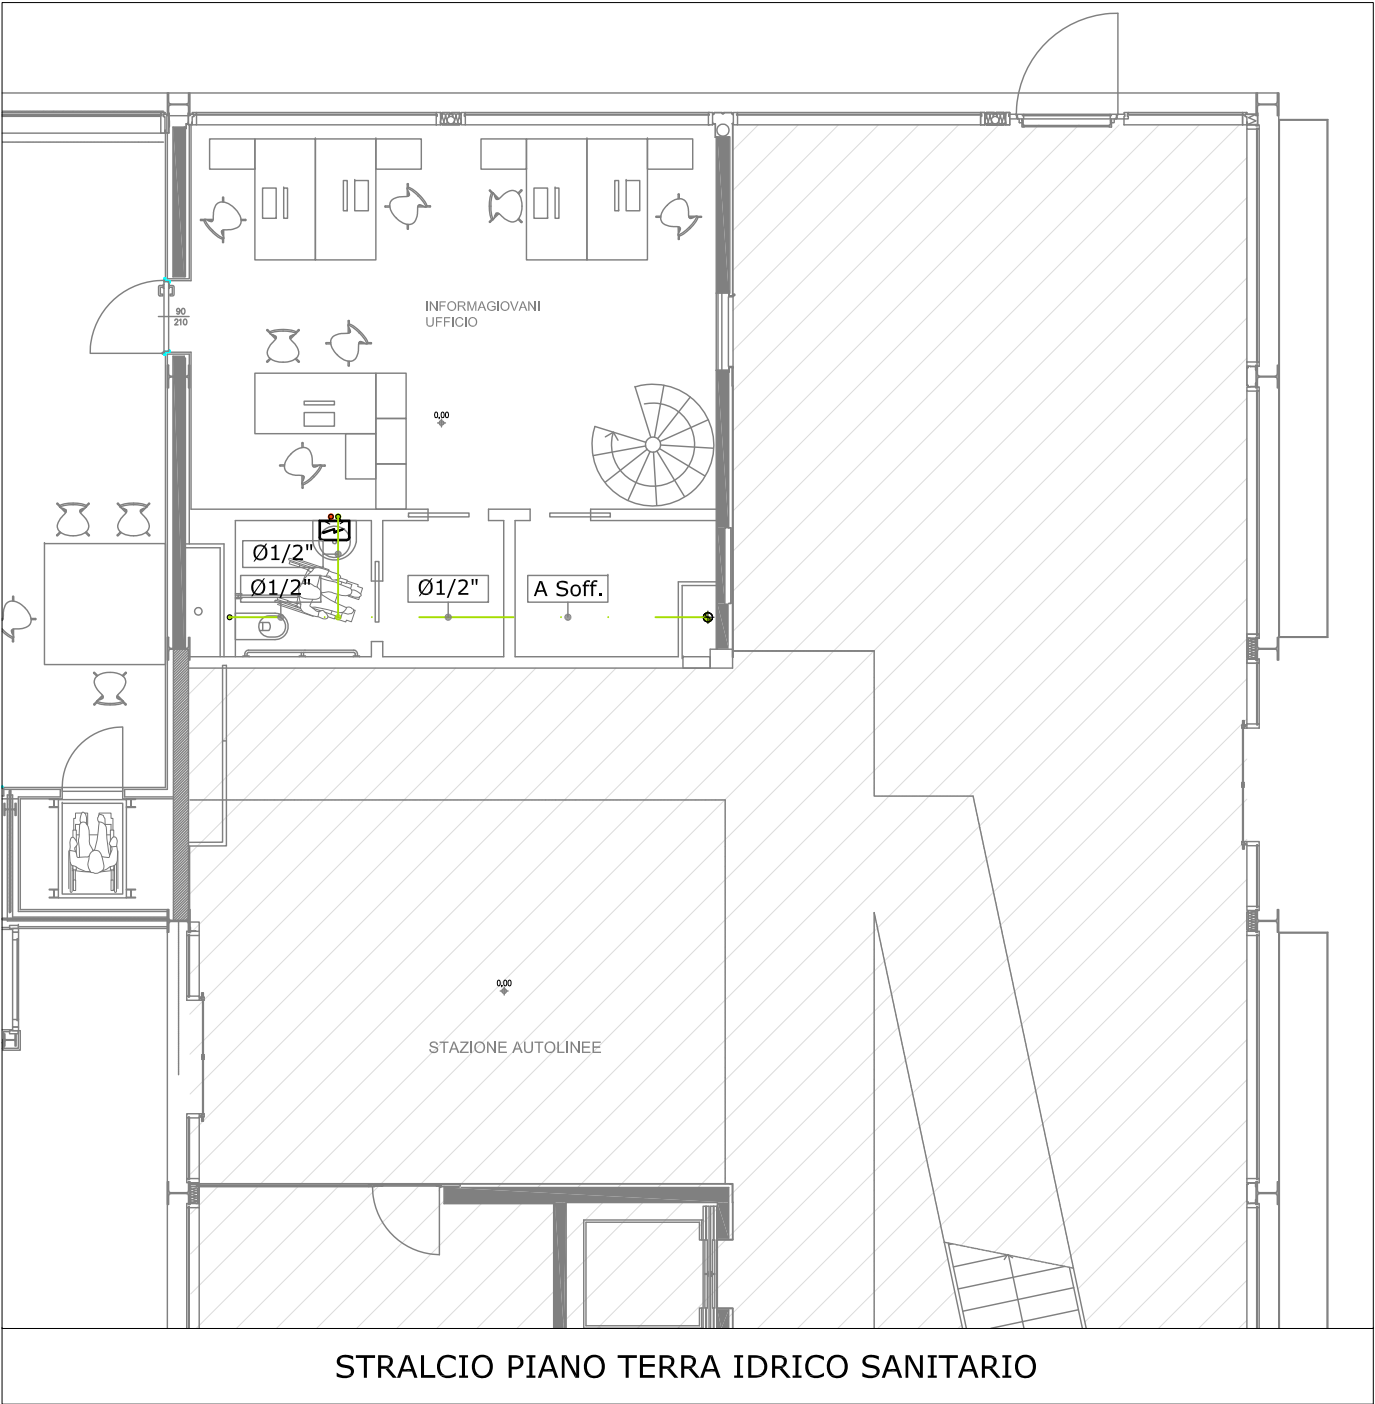 INFORMAGIOVANI
UFFICIO
90
210
0.00
Ø1/2"
Ø1/2"
Ø1/2"
A Soff.
0.00
STAZIONE AUTOLINEE
STRALCIO PIANO TERRA IDRICO SANITARIO